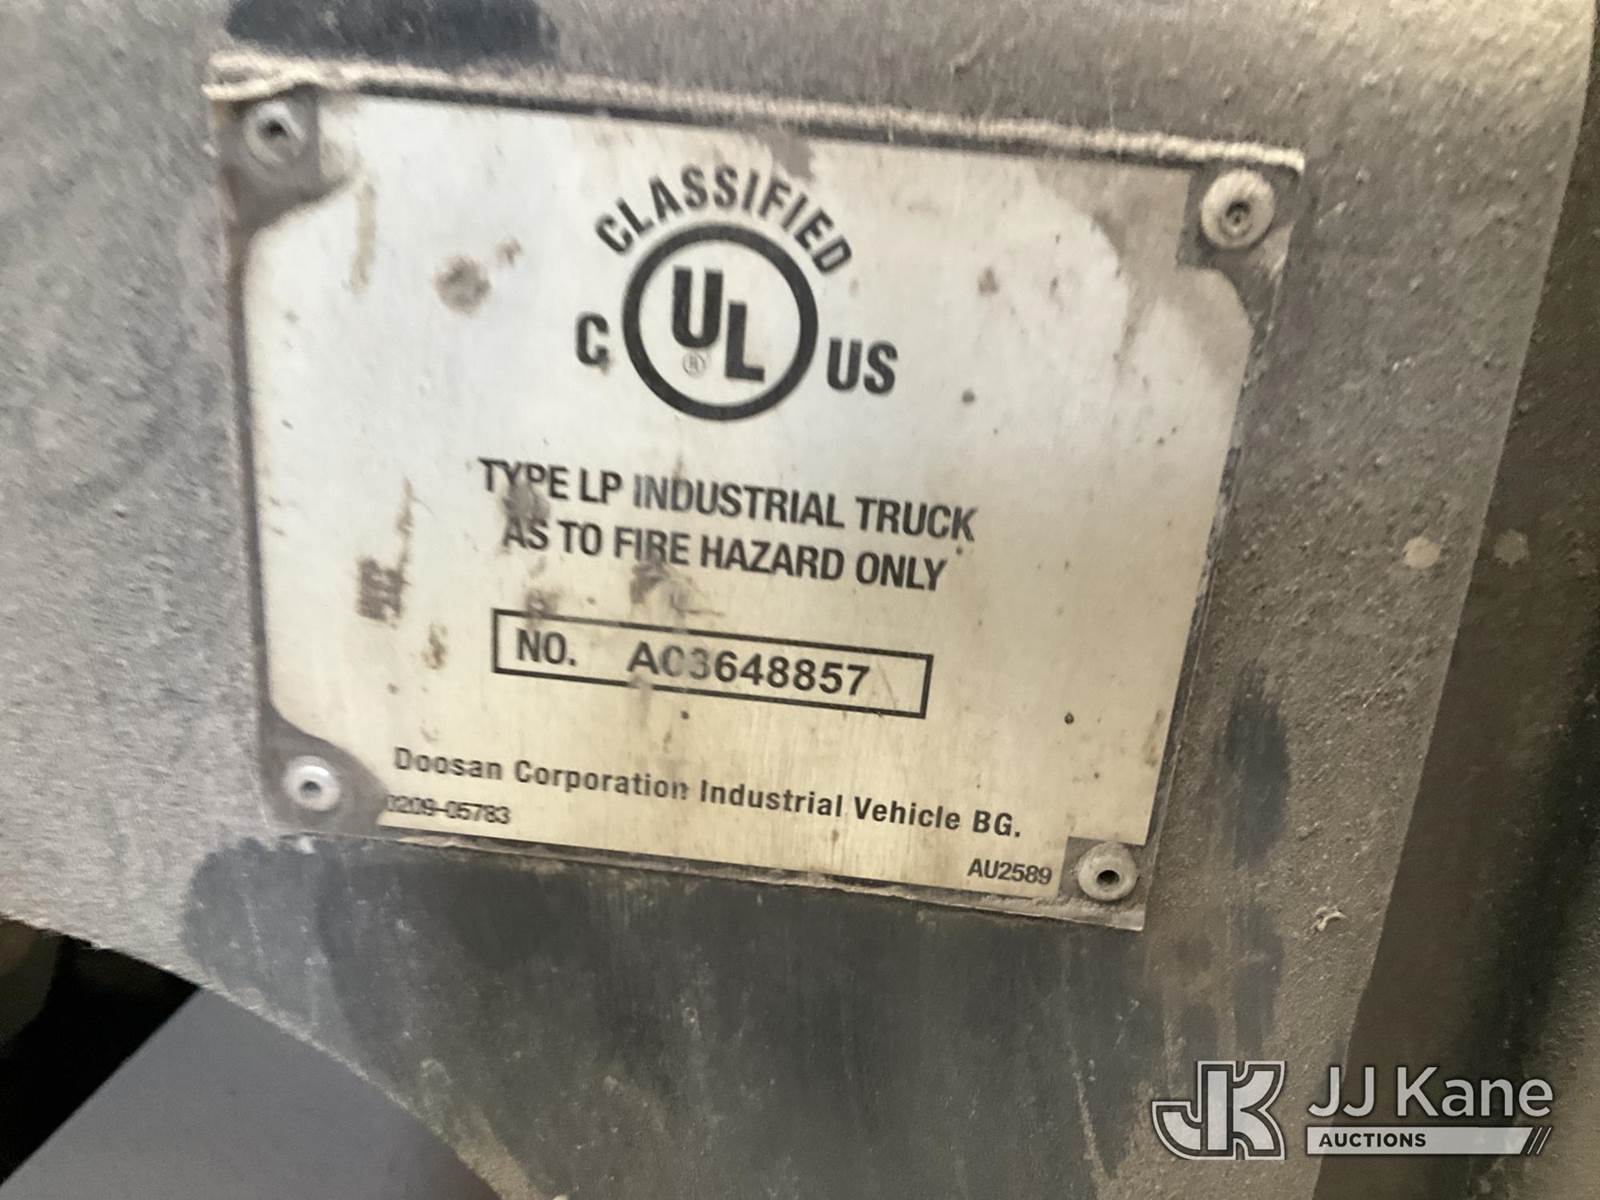 CLASSIFIED
C UL® US
TYPE LP INDUSTRIAL TRUCK
AS TO FIRE HAZARD ONLY
NO. AC3648857
Doosan Corporation Industrial Vehicle BG.
0209-05783
AU2589
JK JJ Kane
AUCTIONS